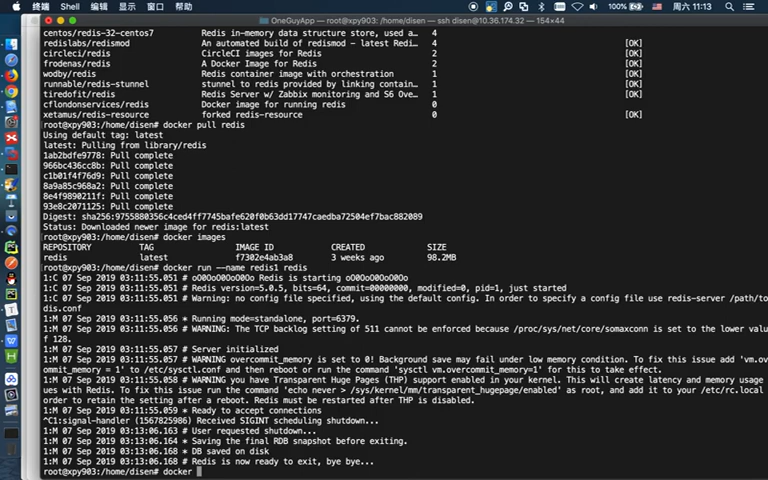 终端 Shell 编辑 显示 窗口 帮助 100% 周六 11:13
OneGuyApp — root@xpy903: /home/disen — ssh disen@10.36.174.32 — 154×44
centos/redis-32-centos7 Redis in-memory data structure store, used a… 4
redislabs/redismod An automated build of redismod - latest Redi… 4 [OK]
circleci/redis CircleCI images for Redis 2 [OK]
frodenas/redis A Docker Image for Redis 2 [OK]
wodby/redis Redis container image with orchestration 1 [OK]
runnable/redis-stunnel stunnel to redis provided by linking contain… 1 [OK]
tiredofit/redis Redis Server w/ Zabbix monitoring and S6 Ove… 1 [OK]
cflondonservices/redis Docker image for running redis 0
xetamus/redis-resource forked redis-resource 0 [OK]
root@xpy903:/home/disen# docker pull redis
Using default tag: latest
latest: Pulling from library/redis
1ab2bdfe9778: Pull complete
966bc436cc8b: Pull complete
c1b01f4f76d9: Pull complete
8a9a85c968a2: Pull complete
8e4f9890211f: Pull complete
93e8c2071125: Pull complete
Digest: sha256:9755880356c4ced4ff7745bafe620f0b63dd17747caedba72504ef7bac882089
Status: Downloaded newer image for redis:latest
root@xpy903:/home/disen# docker images
REPOSITORY TAG IMAGE ID CREATED SIZE
redis latest f7302e4ab3a8 3 weeks ago 98.2MB
root@xpy903:/home/disen# docker run --name redis1 redis
1:C 07 Sep 2019 03:11:55.051 # oO0OoO0OoO0Oo Redis is starting oO0OoO0OoO0Oo
1:C 07 Sep 2019 03:11:55.051 # Redis version=5.0.5, bits=64, commit=00000000, modified=0, pid=1, just started
1:C 07 Sep 2019 03:11:55.051 # Warning: no config file specified, using the default config. In order to specify a config file use redis-server /path/to
dis.conf
1:M 07 Sep 2019 03:11:55.056 * Running mode=standalone, port=6379.
1:M 07 Sep 2019 03:11:55.056 # WARNING: The TCP backlog setting of 511 cannot be enforced because /proc/sys/net/core/somaxconn is set to the lower valu
f 128.
1:M 07 Sep 2019 03:11:55.057 # Server initialized
1:M 07 Sep 2019 03:11:55.058 # WARNING overcommit_memory is set to 0! Background save may fail under low memory condition. To fix this issue add 'vm.ov
ommit_memory = 1' to /etc/sysctl.conf and then reboot or run the command 'sysctl vm.overcommit_memory=1' for this to take effect.
1:M 07 Sep 2019 03:11:55.058 # WARNING you have Transparent Huge Pages (THP) support enabled in your kernel. This will create latency and memory usage
ues with Redis. To fix this issue run the command 'echo never > /sys/kernel/mm/transparent_hugepage/enabled' as root, and add it to your /etc/rc.local
order to retain the setting after a reboot. Redis must be restarted after THP is disabled.
1:M 07 Sep 2019 03:11:55.059 * Ready to accept connections
^C1:signal-handler (1567825986) Received SIGINT scheduling shutdown...
1:M 07 Sep 2019 03:13:06.163 # User requested shutdown...
1:M 07 Sep 2019 03:13:06.164 * Saving the final RDB snapshot before exiting.
1:M 07 Sep 2019 03:13:06.168 * DB saved on disk
1:M 07 Sep 2019 03:13:06.168 # Redis is now ready to exit, bye bye...
root@xpy903:/home/disen# docker